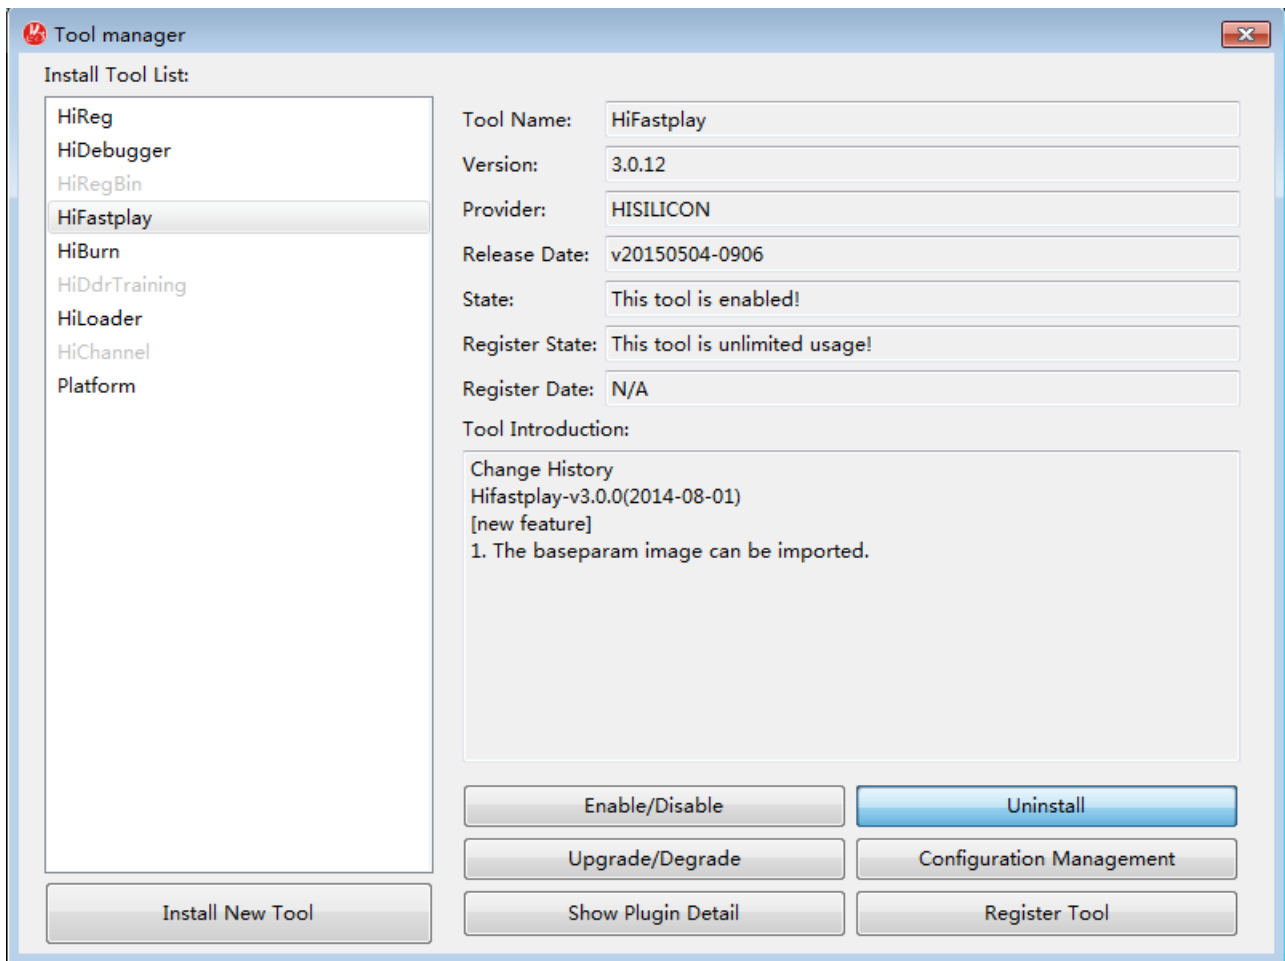 Tool manager
Install Tool List:
HiReg
HiDebugger
HiRegBin
HiFastplay
HiBurn
HiDdrTraining
HiLoader
HiChannel
Platform
Install New Tool
Tool Name: HiFastplay
Version: 3.0.12
Provider: HISILICON
Release Date: v20150504-0906
State: This tool is enabled!
Register State: This tool is unlimited usage!
Register Date: N/A
Tool Introduction:
Change History
Hifastplay-v3.0.0(2014-08-01)
[new feature]
1. The baseparam image can be imported.
Enable/Disable Uninstall
Upgrade/Degrade Configuration Management
Show Plugin Detail Register Tool